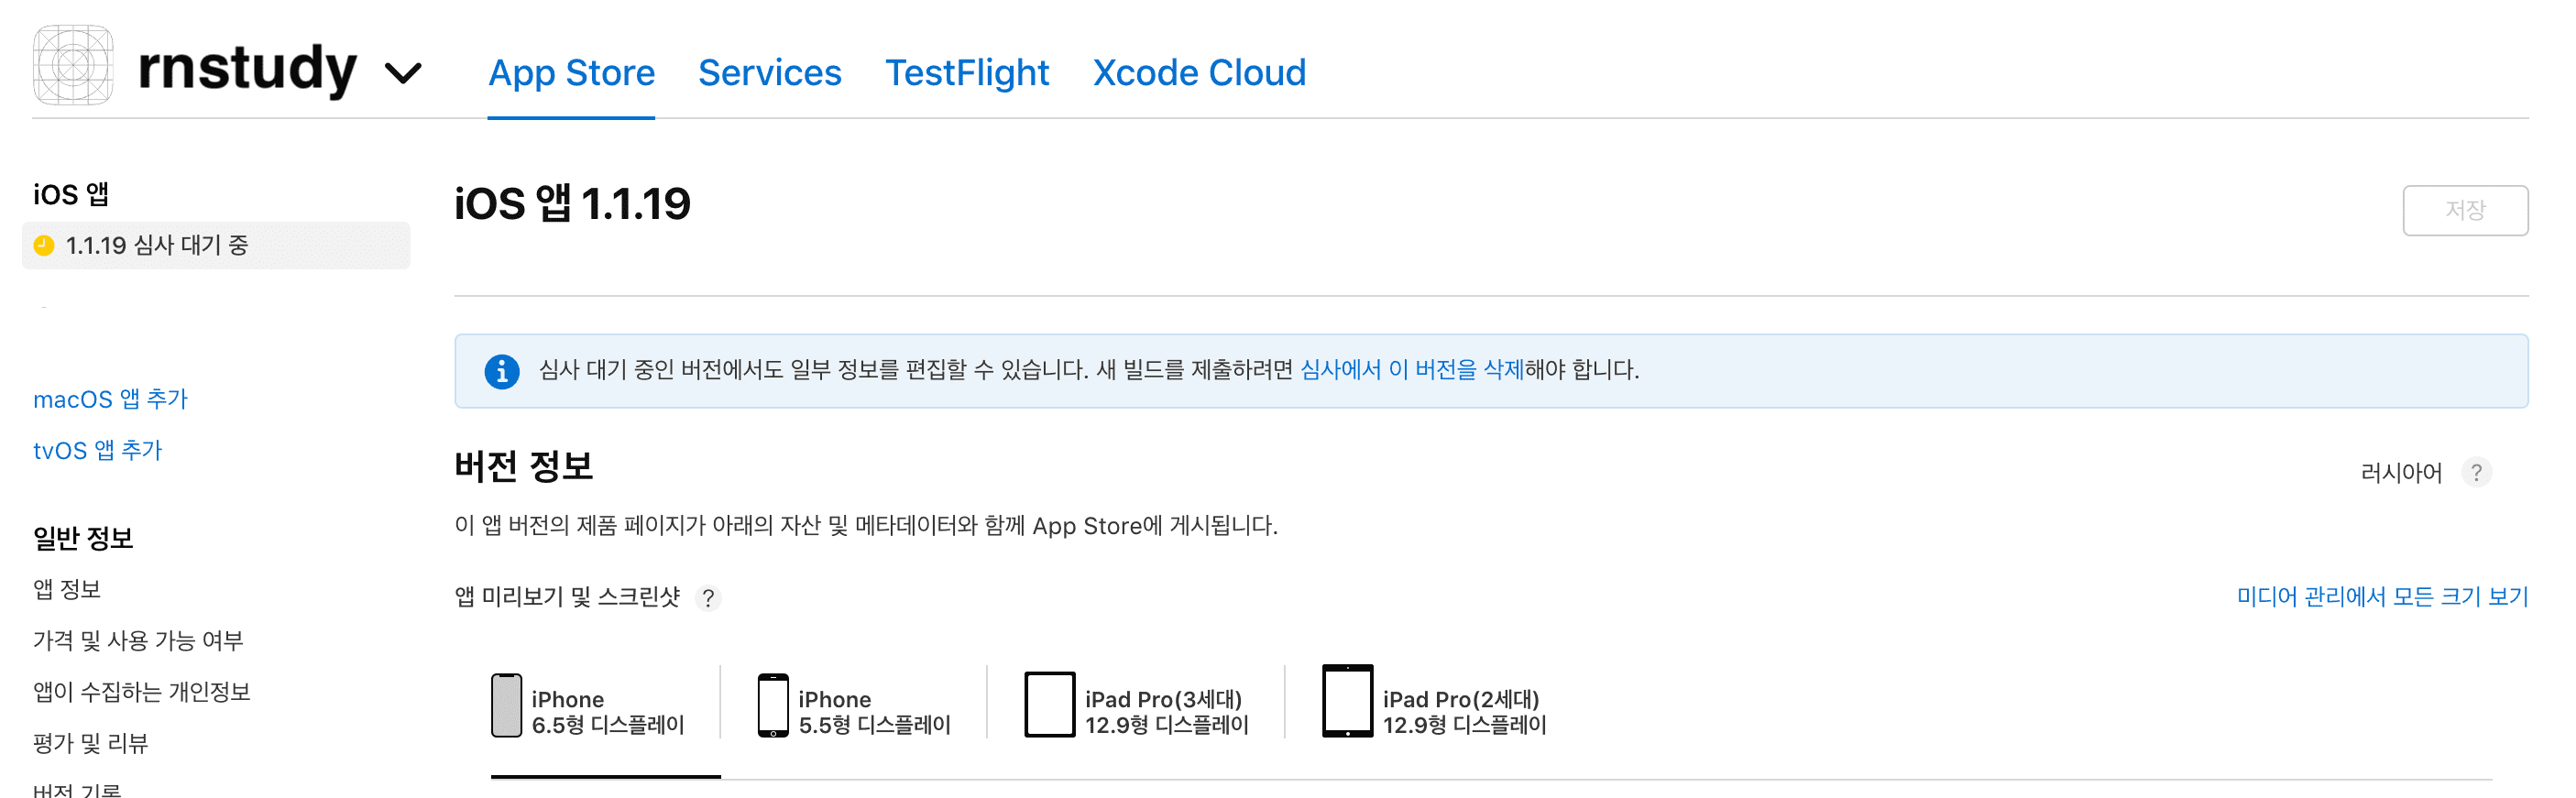 rnstudy
App Store
Services
TestFlight
Xcode Cloud
iOS 앱
1.1.19 심사 대기 중
macOS 앱 추가
tvOS 앱 추가
일반 정보
앱 정보
가격 및 사용 가능 여부
앱이 수집하는 개인정보
평가 및 리뷰
버전 기록
iOS 앱 1.1.19
저장
심사 대기 중인 버전에서도 일부 정보를 편집할 수 있습니다. 새 빌드를 제출하려면 심사에서 이 버전을 삭제해야 합니다.
버전 정보
러시아어 ?
이 앱 버전의 제품 페이지가 아래의 자산 및 메타데이터와 함께 App Store에 게시됩니다.
앱 미리보기 및 스크린샷 ?
미디어 관리에서 모든 크기 보기
iPhone
6.5형 디스플레이
iPhone
5.5형 디스플레이
iPad Pro(3세대)
12.9형 디스플레이
iPad Pro(2세대)
12.9형 디스플레이